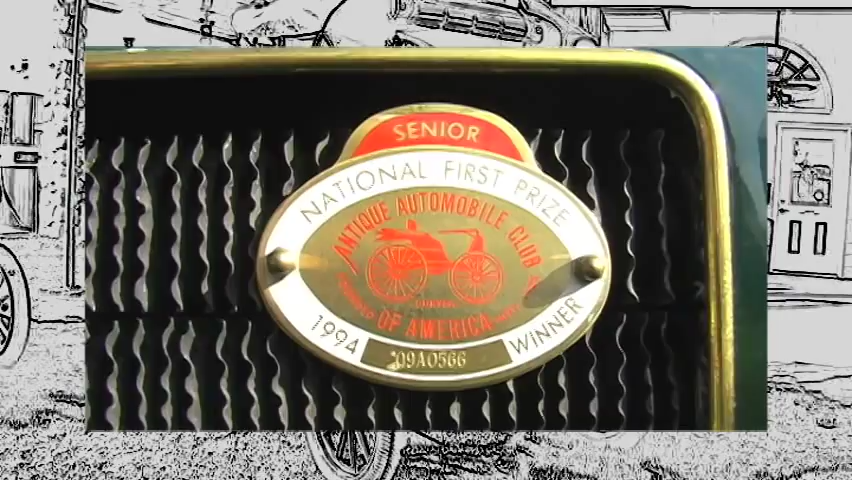 SENIOR
NATIONAL FIRST PRIZE
ANTIQUE AUTOMOBILE CLUB
OF AMERICA
1994
09A0566
WINNER